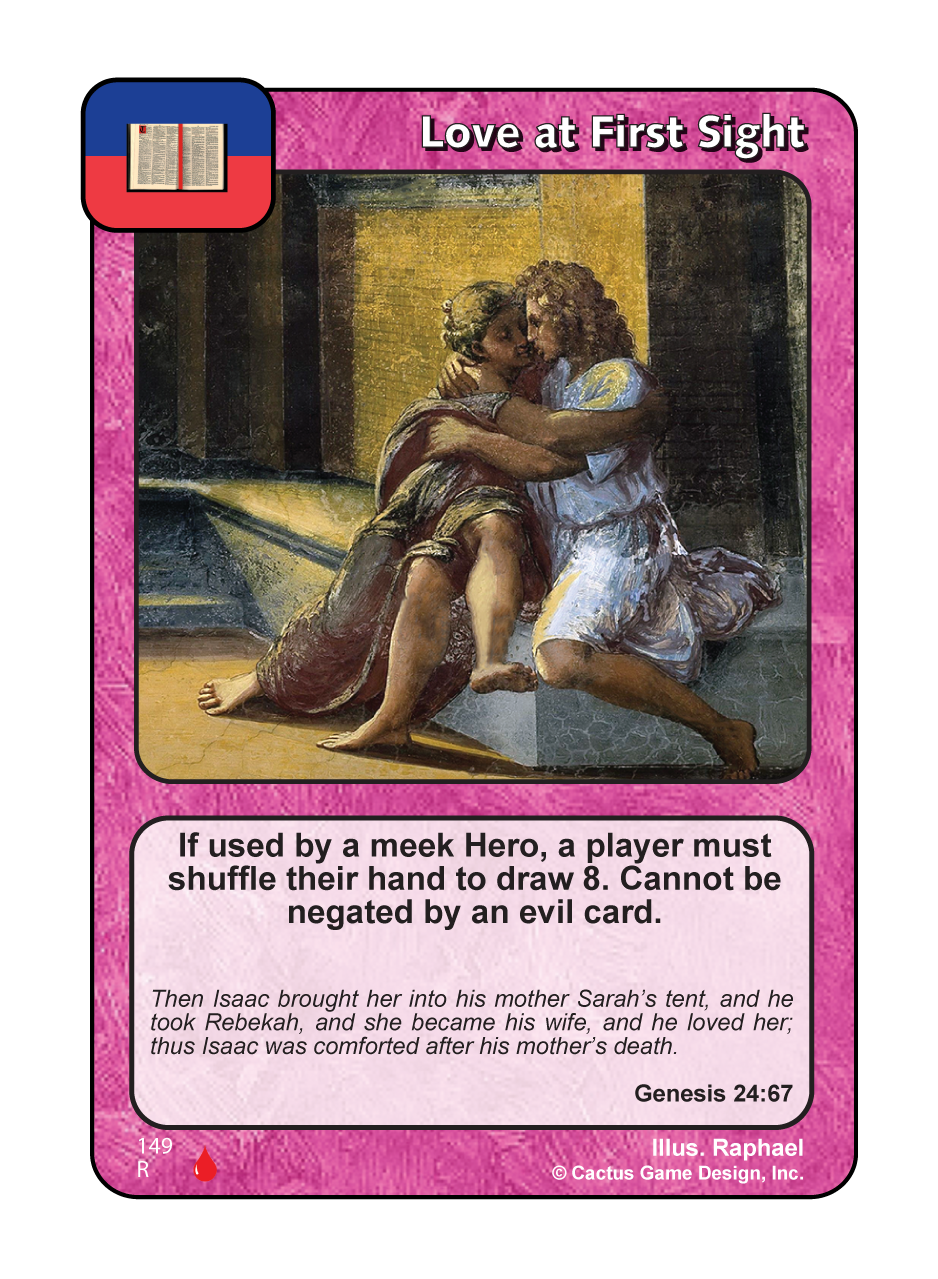 Love at First Sight
If used by a meek Hero, a player must
shuffle their hand to draw 8. Cannot be
negated by an evil card.
Then Isaac brought her into his mother Sarah’s tent, and he
took Rebekah, and she became his wife, and he loved her;
thus Isaac was comforted after his mother’s death.
Genesis 24:67
149
R
Illus. Raphael
© Cactus Game Design, Inc.